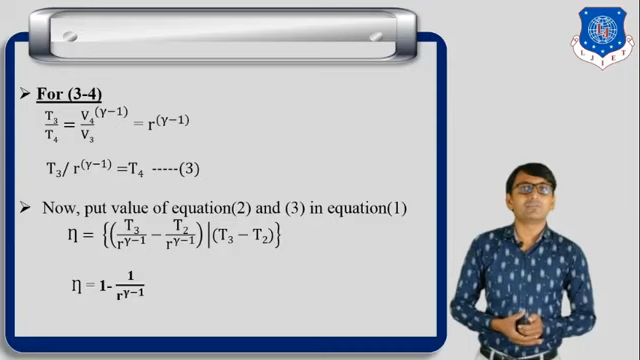 For (3-4)
T₃/T₄ = V₄/V₃^(γ−1) = r^(γ−1)
T₃/ r^(γ−1) =T₄ -----(3)
Now, put value of equation(2) and (3) in equation(1)
Ƞ= {(T₃/r^γ−1 − T₂/r^γ−1)|(T₃ − T₂)}
Ƞ = 1- 1/r^γ−1
LJIET